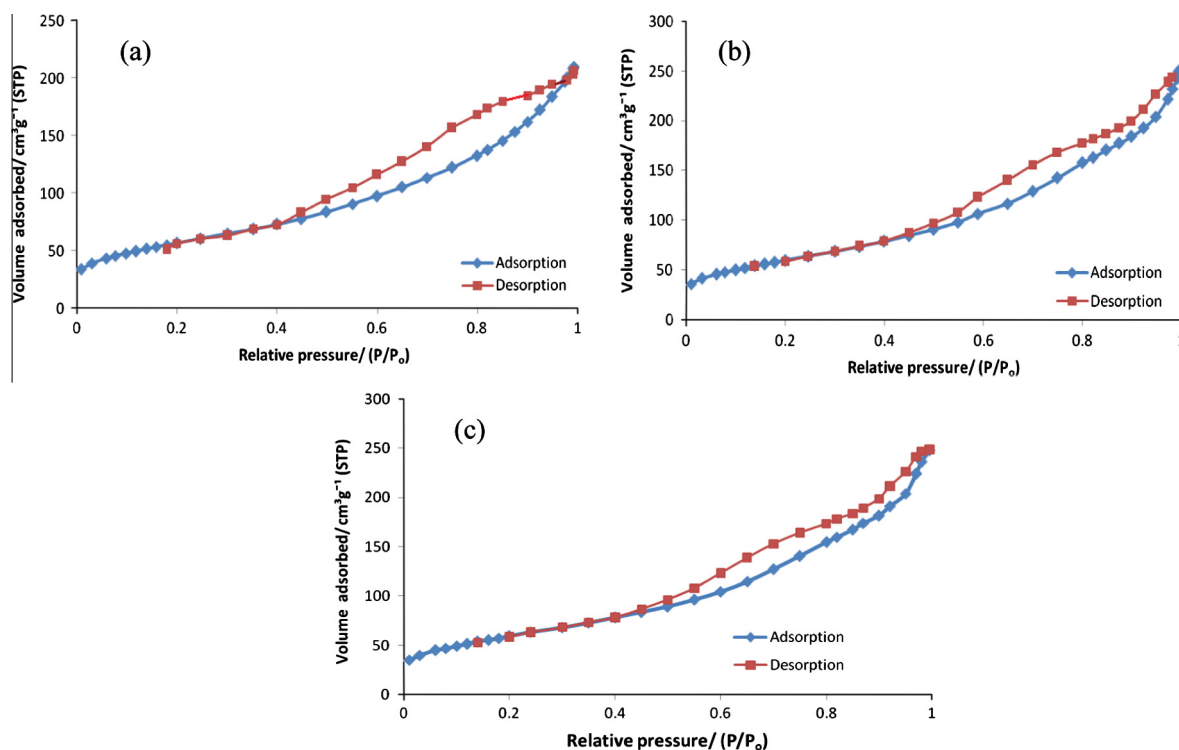 (a)
Volume adsorbed/ cm³g⁻¹ (STP)
250
200
150
100
50
0
0 0.2 0.4 0.6 0.8 1
Relative pressure/ (P/Pₒ)
Adsorption
Desorption
(b)
Volume adsorbed/ cm³g⁻¹ (STP)
300
250
200
150
100
50
0
0 0.2 0.4 0.6 0.8 1
Relative pressure/ (P/Pₒ)
Adsorption
Desorption
(c)
Volume adsorbed/ cm³g⁻¹ (STP)
300
250
200
150
100
50
0
0 0.2 0.4 0.6 0.8 1
Relative pressure/ (P/Pₒ)
Adsorption
Desorption